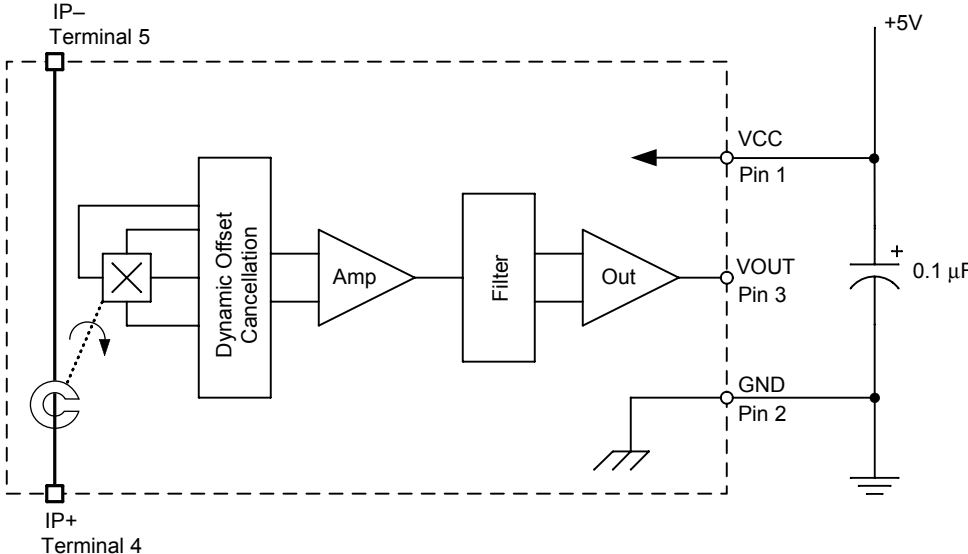 IP–
Terminal 5
+5V
VCC
Pin 1
Dynamic Offset
Cancellation
Amp
Filter
Out
VOUT
Pin 3
+
0.1 µF
GND
Pin 2
IP+
Terminal 4